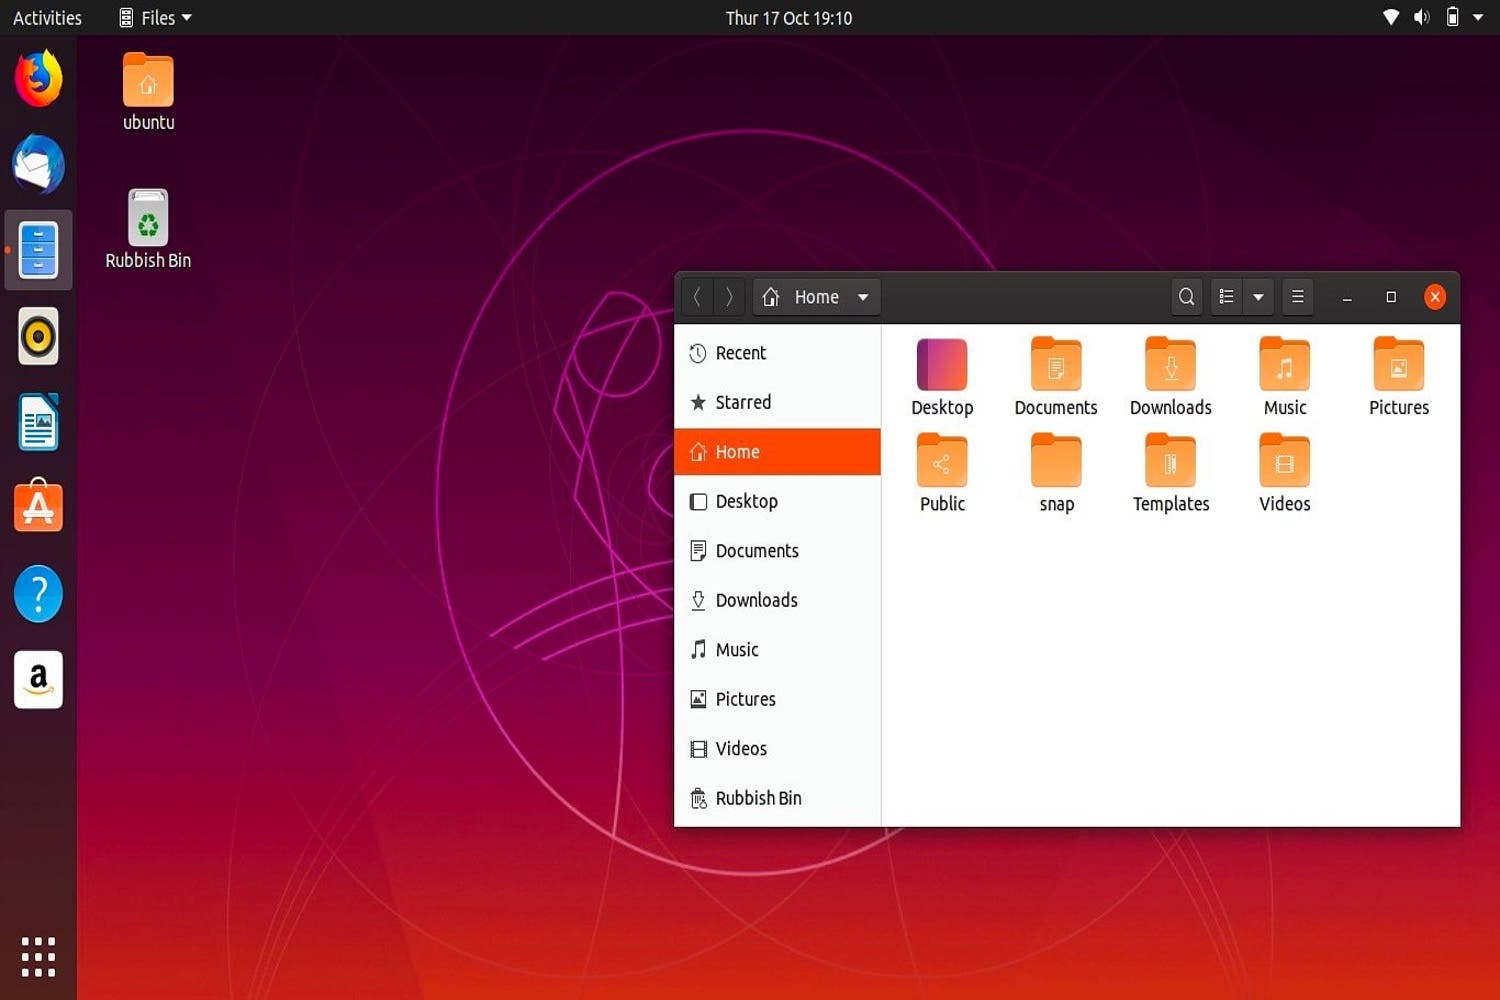 Activities
Files
Thur 17 Oct 19:10
ubuntu
Rubbish Bin
Home
Recent
Starred
Home
Desktop
Documents
Downloads
Music
Pictures
Videos
Rubbish Bin
Desktop
Documents
Downloads
Music
Pictures
Public
snap
Templates
Videos
A
?
a